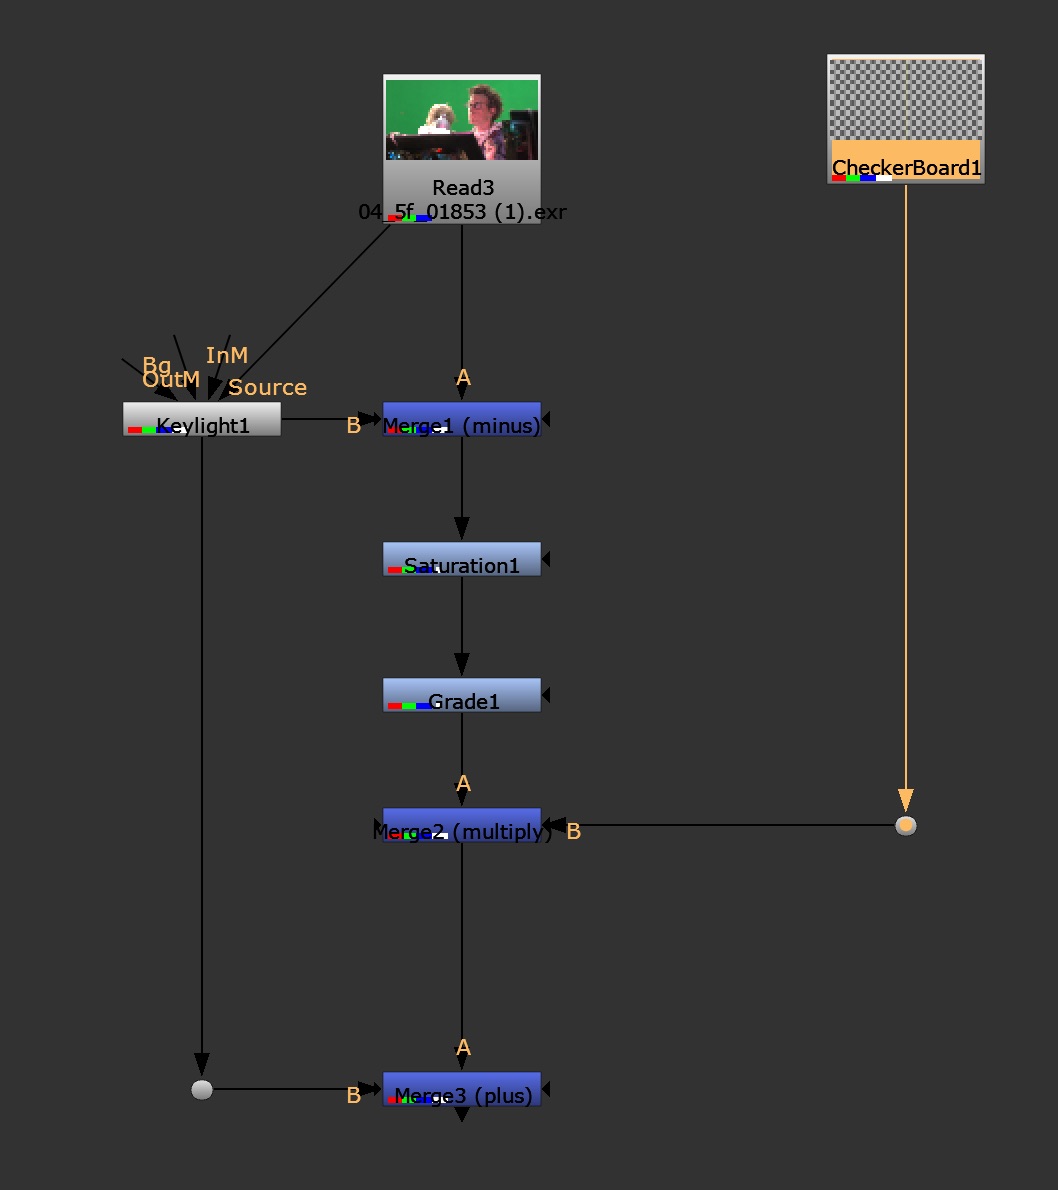 Read3
04_5f_01853 (1).exr
CheckerBoard1
InM
Bg
OutM
Source
A
Keylight1
B
Merge1 (minus)
Saturation1
Grade1
A
Merge2 (multiply)
B
A
B
Merge3 (plus)